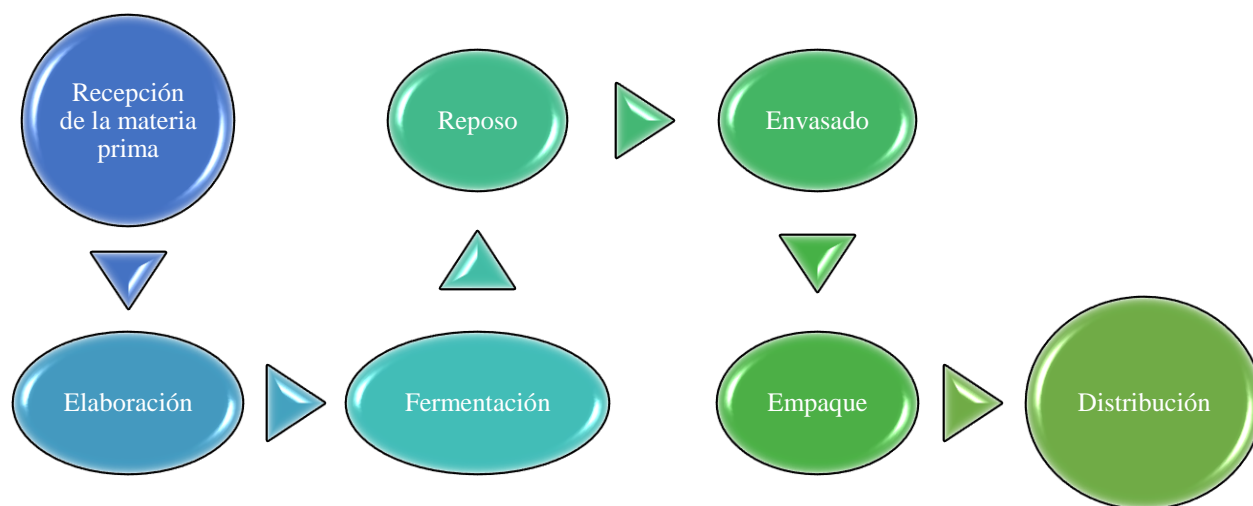 Recepción
de la materia
prima
Elaboración
Fermentación
Reposo
Envasado
Empaque
Distribución